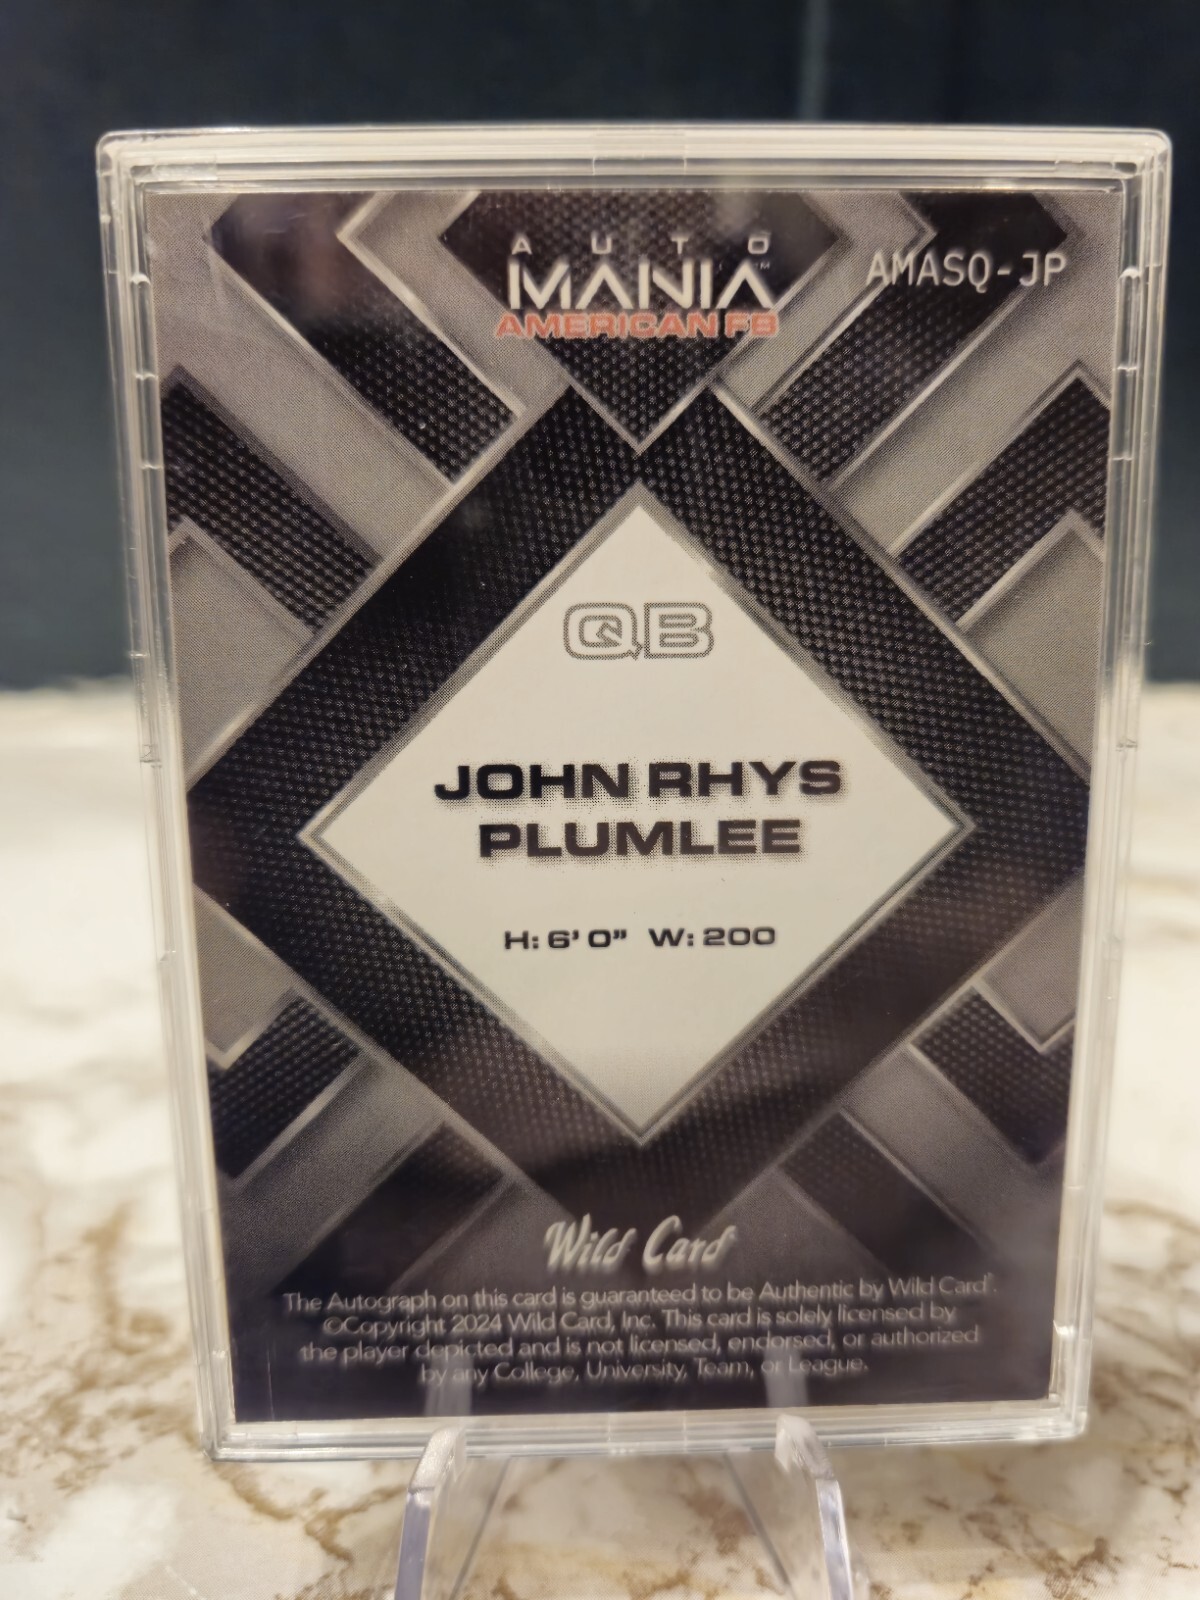 AUTO
MANIA™
AMERICAN FB
AMASQ-JP
QB
JOHN RHYS
PLUMLEE
H: 6' 0" W: 200
Wild Card
The Autograph on this card is guaranteed to be Authentic by Wild Card®.
©Copyright 2024 Wild Card, Inc. This card is solely licensed by
the player depicted and is not licensed, endorsed, or authorized
by any College, University, Team, or League.